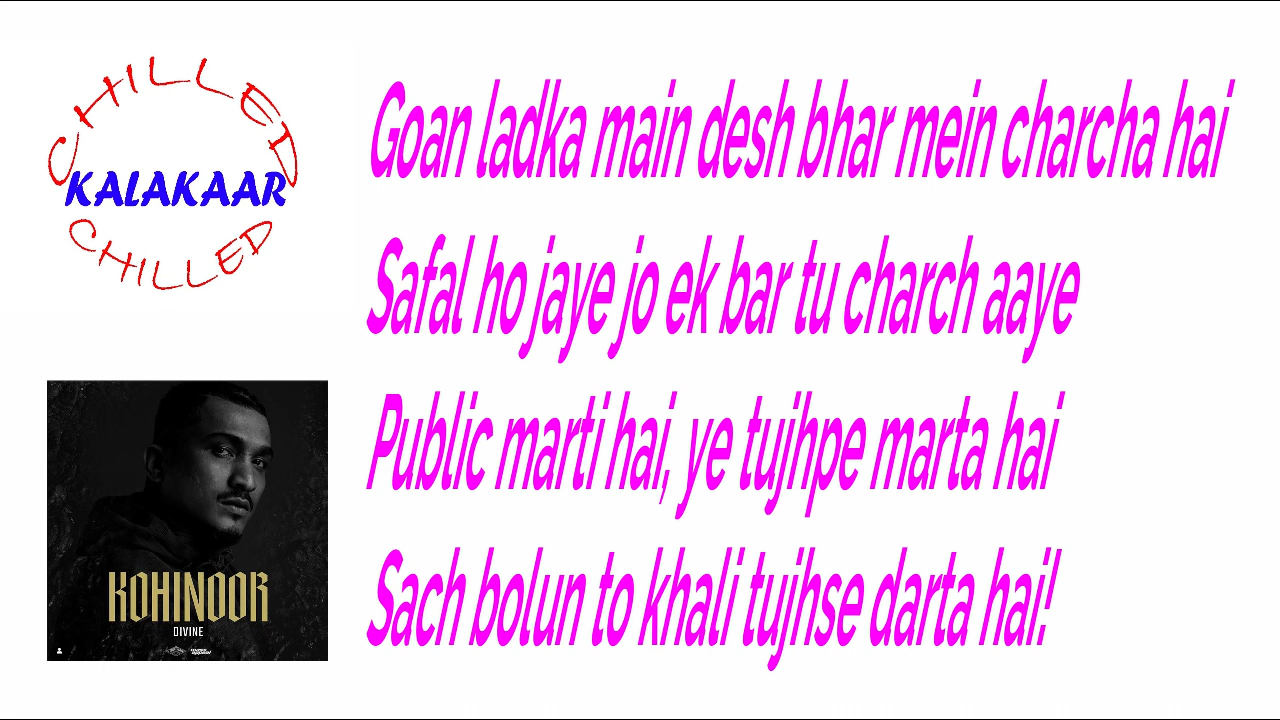 CHILLED
KALAKAAR
CHILLED
Goan ladka main desh bhar mein charcha hai
Safal ho jaye jo ek bar tu charch aaye
Public marti hai, ye tujhpe marta hai
Sach bolun to khali tujhse darta hai!
KOHINOOR
DIVINE